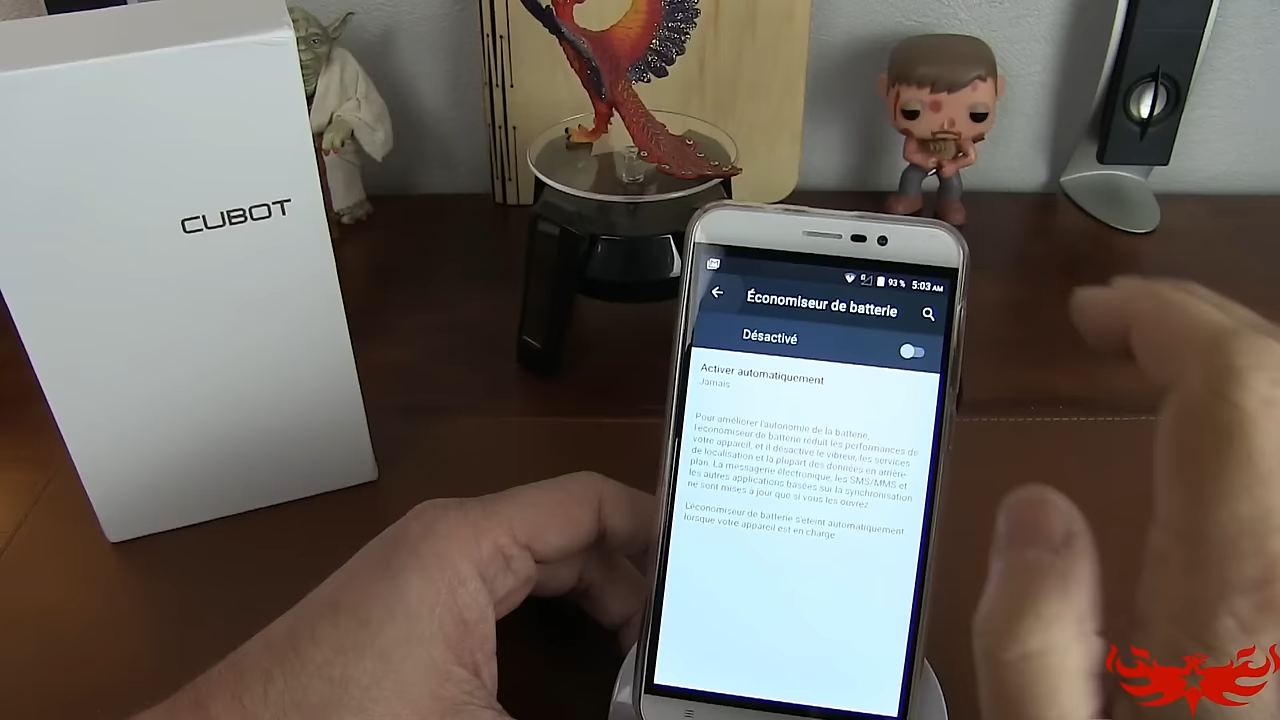 CUBOT
93 % 5:03 AM
Économiseur de batterie
Désactivé
Activer automatiquement
Jamais
Pour améliorer l'autonomie de la batterie,
l'économiseur de batterie réduit les performances de
votre appareil, et il désactive le vibreur, les services
de localisation et la plupart des données en arrière-
plan. La messagerie électronique, les SMS/MMS et
les autres applications basées sur la synchronisation
ne sont mises à jour que si vous les ouvrez.
L'économiseur de batterie s'éteint automatiquement
lorsque votre appareil est en charge.